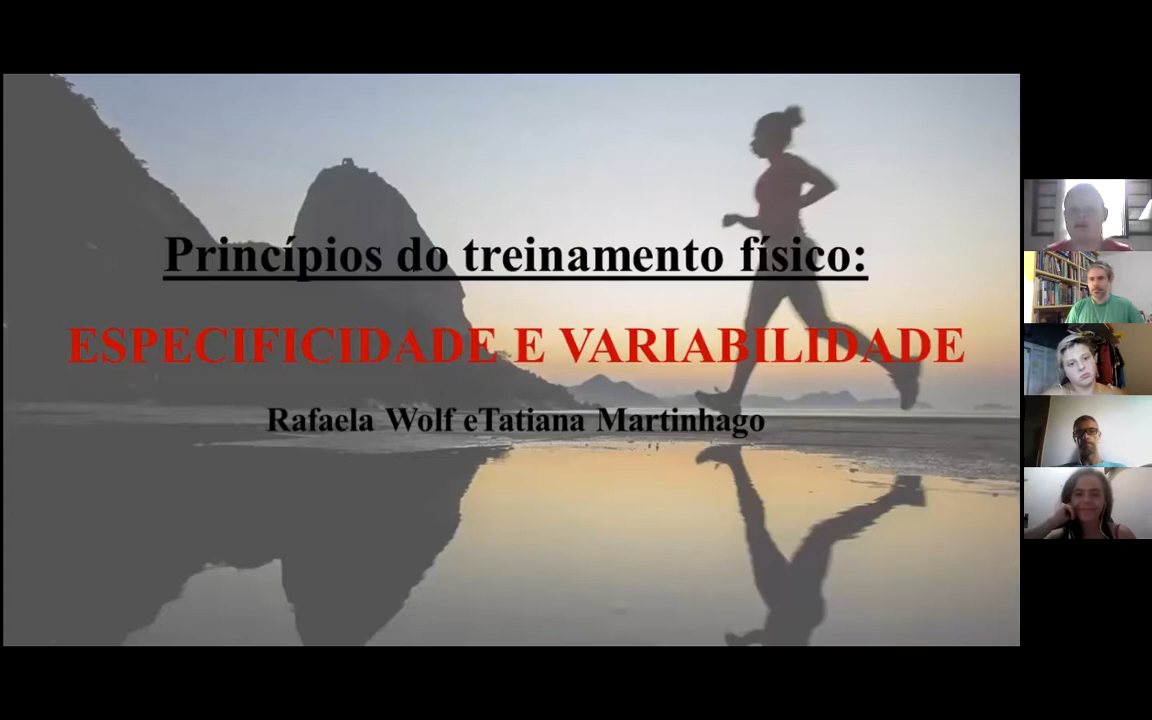 Princípios do treinamento físico:
ESPECIFICIDADE E VARIABILIDADE
Rafaela Wolf eTatiana Martinhago